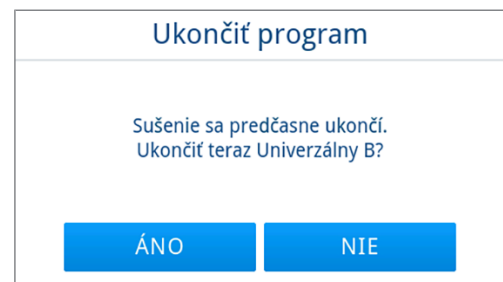 Ukončiť program
Sušenie sa predčasne ukončí.
Ukončiť teraz Univerzálny B?
ÁNO
NIE